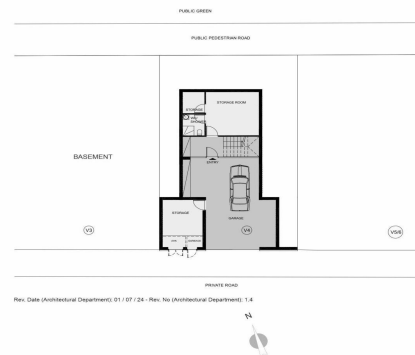 PUBLIC GREEN
PUBLIC PEDESTRIAN ROAD
STORAGE
STORAGE ROOM
SHOWER
BASEMENT
ENTRY
STORAGE
GARAGE
V3
V4
V5/6
PRIVATE ROAD
Rev. Date (Architectural Department): 01 / 07 / 24 - Rev. No (Architectural Department): 1.4
N